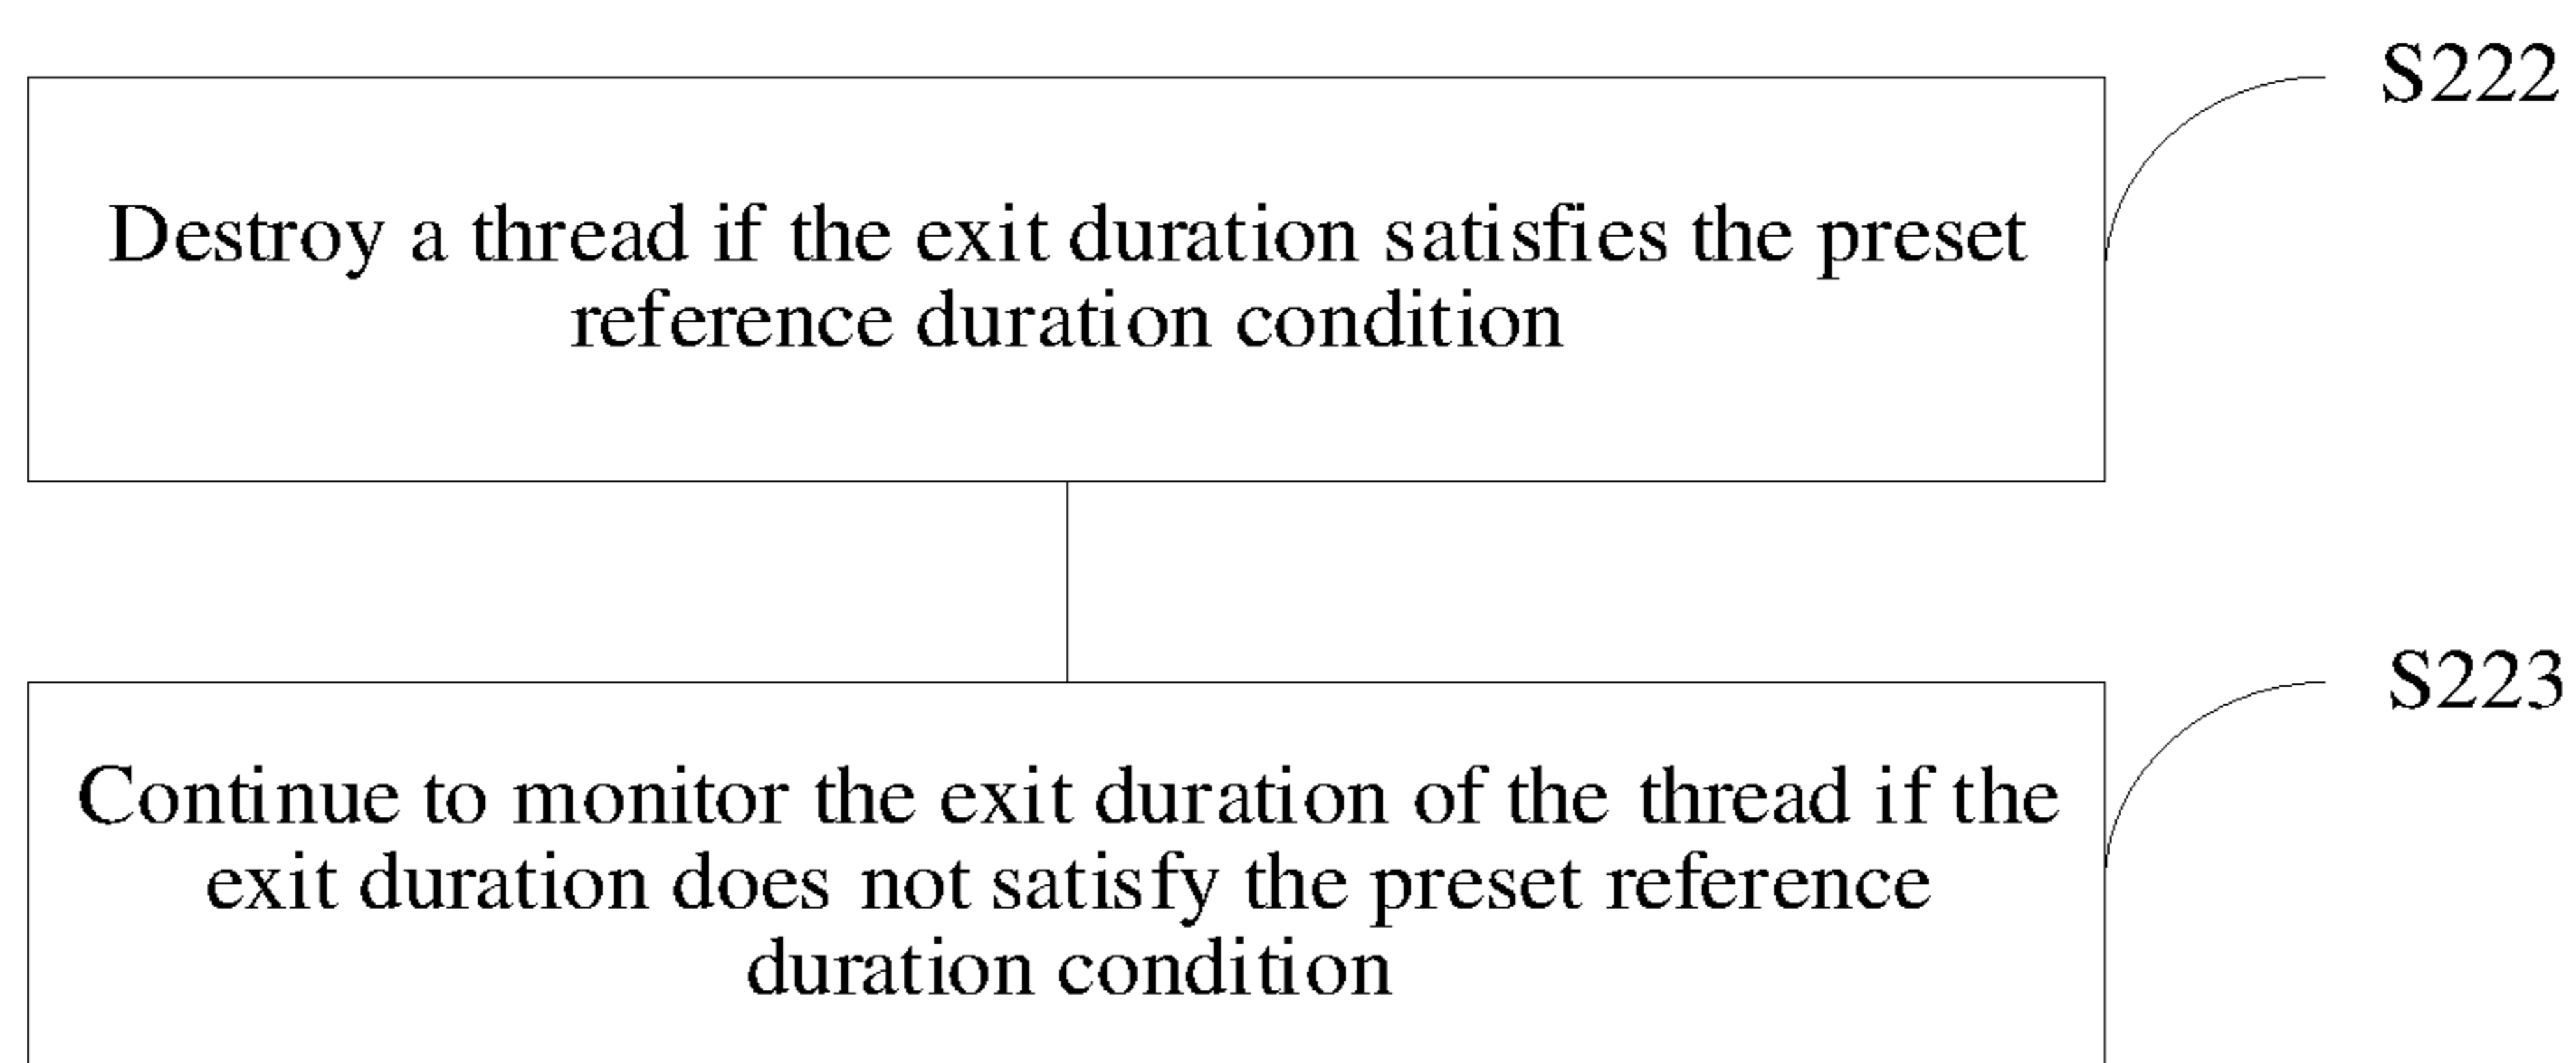 S222
Destroy a thread if the exit duration satisfies the preset
reference duration condition
S223
Continue to monitor the exit duration of the thread if the
exit duration does not satisfy the preset reference
duration condition